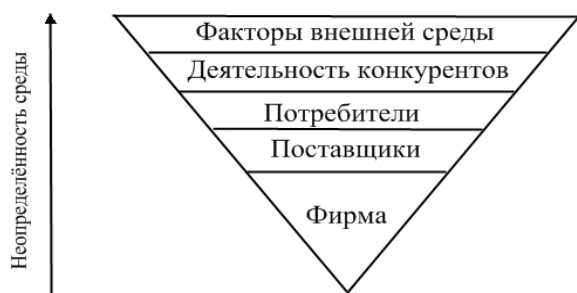 Неопределённость среды
Факторы внешней среды
Деятельность конкурентов
Потребители
Поставщики
Фирма